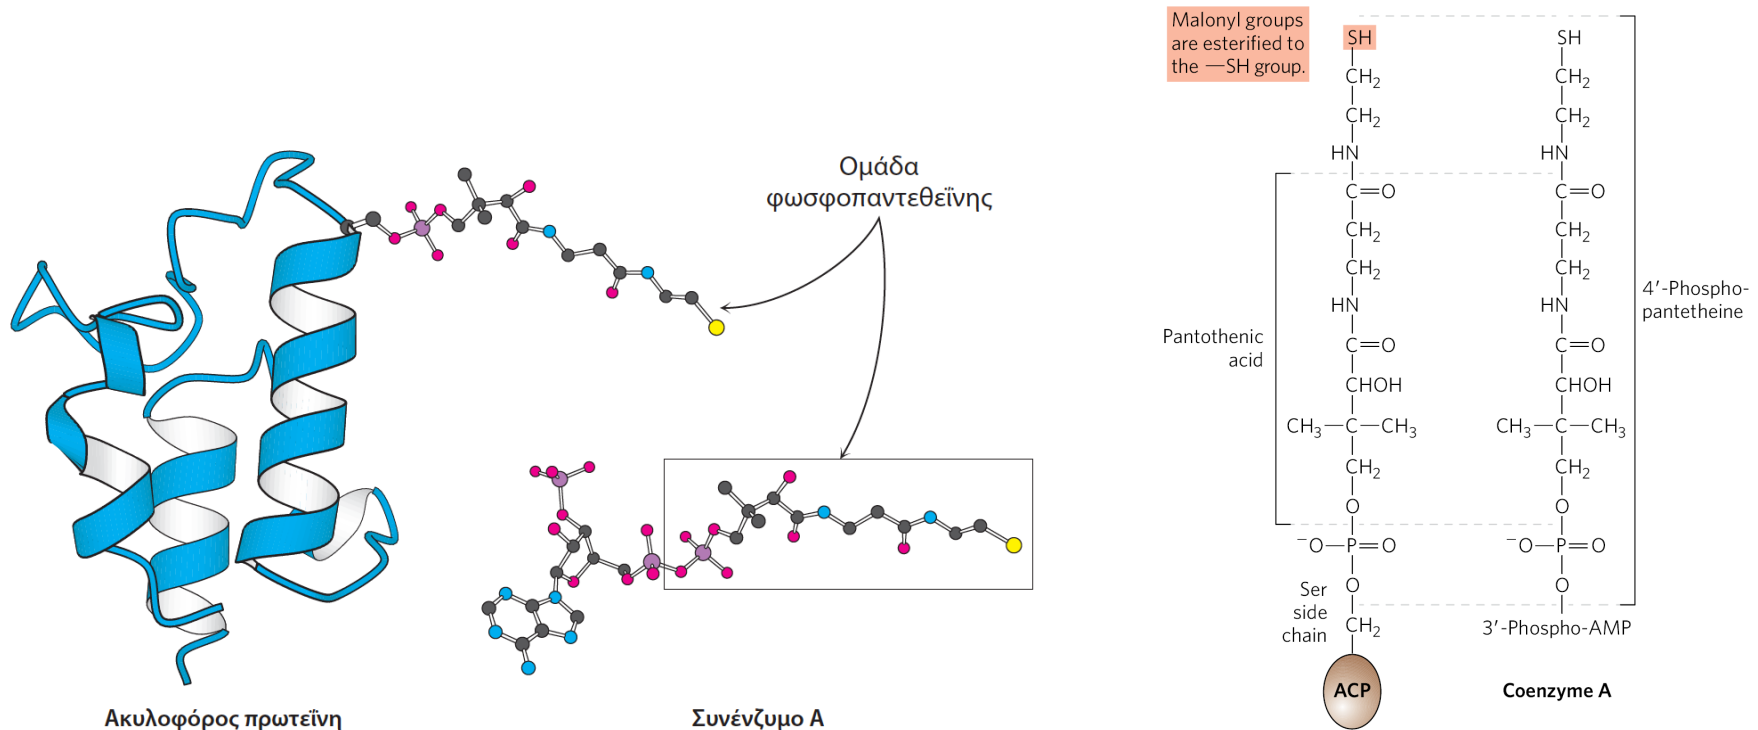 Ομάδα
φωσφοπαντεθεΐνης
Ακυλοφόρος πρωτεΐνη
Συνένζυμο Α
Malonyl groups
are esterified to
the —SH group.
SH
CH₂
CH₂
HN
C=O
CH₂
CH₂
HN
C=O
CHOH
CH₃—C—CH₃
CH₂
O
⁻O—P=O
O
CH₂
Pantothenic
acid
Ser
side
chain
ACP
SH
CH₂
CH₂
HN
C=O
CH₂
CH₂
HN
C=O
CHOH
CH₃—C—CH₃
CH₂
O
⁻O—P=O
O
3′-Phospho-AMP
4′-Phospho-
pantetheine
Coenzyme A